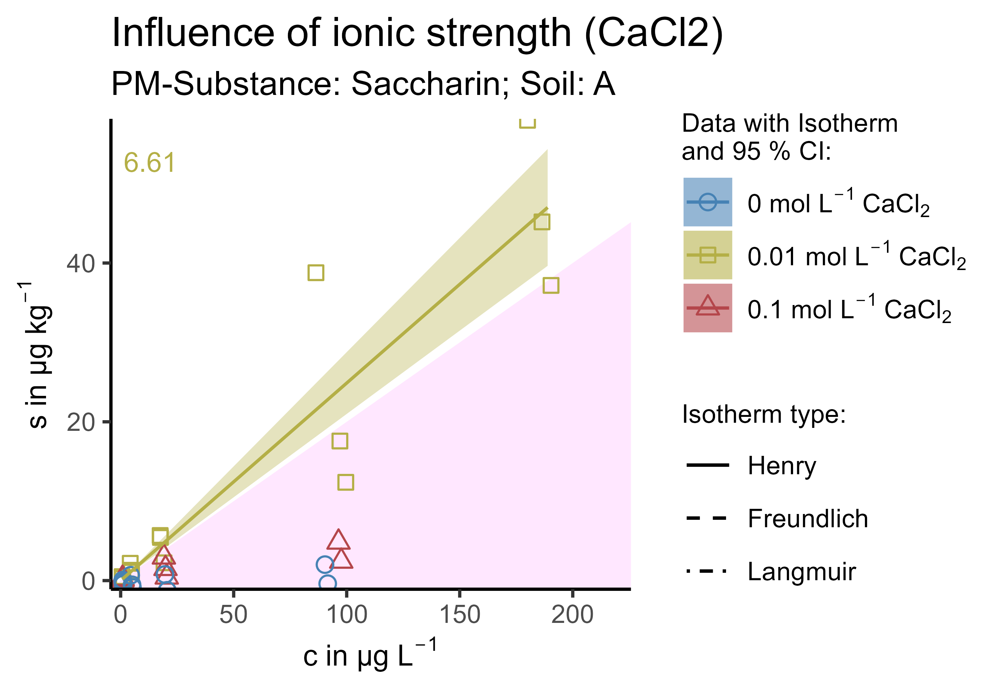 Influence of ionic strength (CaCl2)
PM-Substance: Saccharin; Soil: A
6.61
s in µg kg⁻¹
40
20
0
0 50 100 150 200
c in µg L⁻¹
Data with Isotherm
and 95 % CI:
0 mol L⁻¹ CaCl₂
0.01 mol L⁻¹ CaCl₂
0.1 mol L⁻¹ CaCl₂
Isotherm type:
Henry
Freundlich
Langmuir